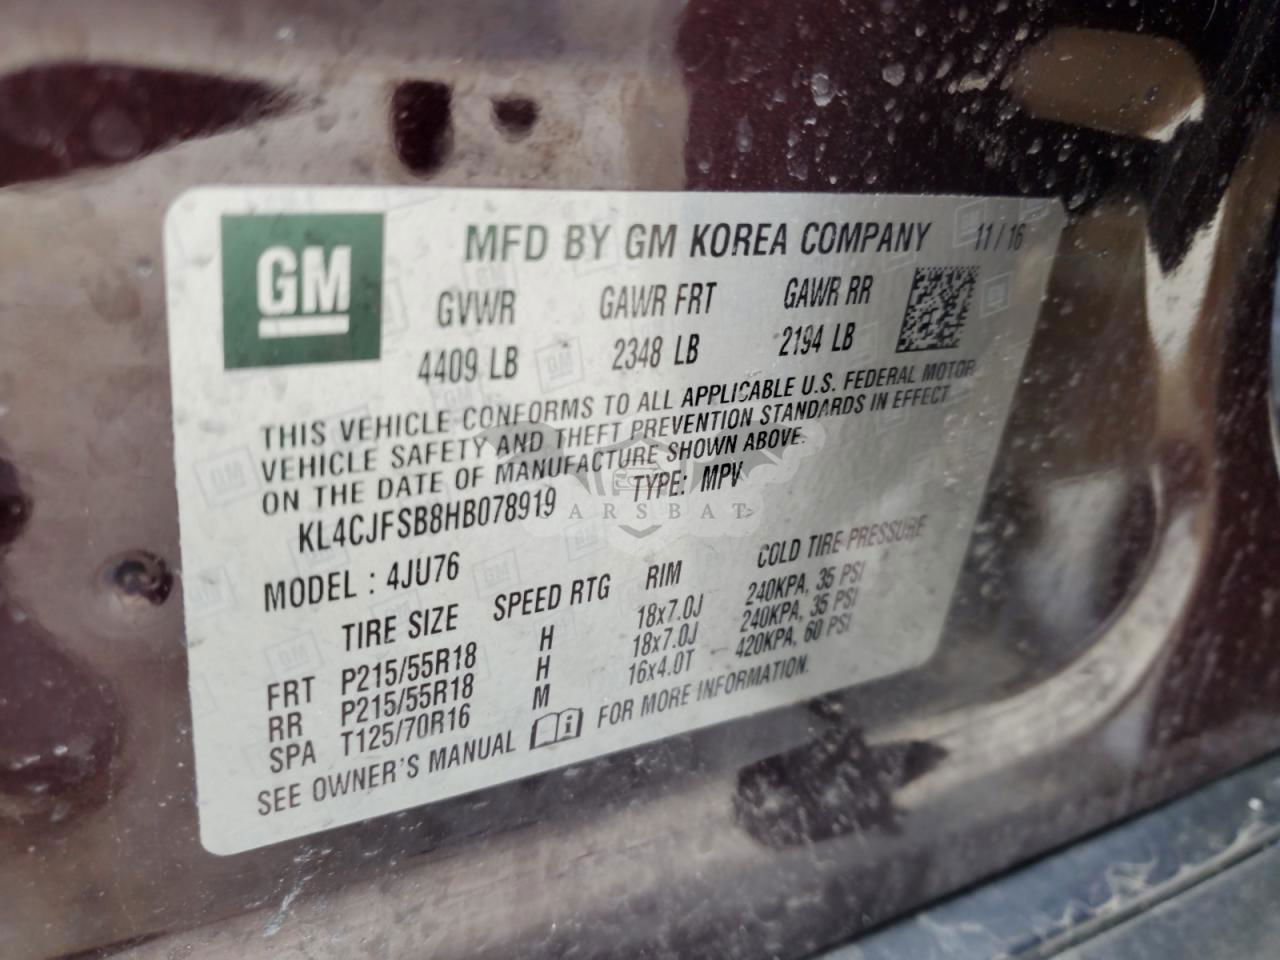 GM
MFD BY GM KOREA COMPANY 11 / 16
GVWR GAWR FRT GAWR RR
4409 LB 2348 LB 2194 LB
THIS VEHICLE CONFORMS TO ALL APPLICABLE U.S. FEDERAL MOTOR
VEHICLE SAFETY AND THEFT PREVENTION STANDARDS IN EFFECT
ON THE DATE OF MANUFACTURE SHOWN ABOVE.
KL4CJFSB8HB078919 TYPE: MPV
CARSBAT
MODEL : 4JU76
TIRE SIZE SPEED RTG RIM COLD TIRE PRESSURE
FRT P215/55R18 H 18x7.0J 240KPA, 35 PSI
RR P215/55R18 H 18x7.0J 240KPA, 35 PSI
SPA T125/70R16 M 16x4.0T 420KPA, 60 PSI
SEE OWNER'S MANUAL FOR MORE INFORMATION.